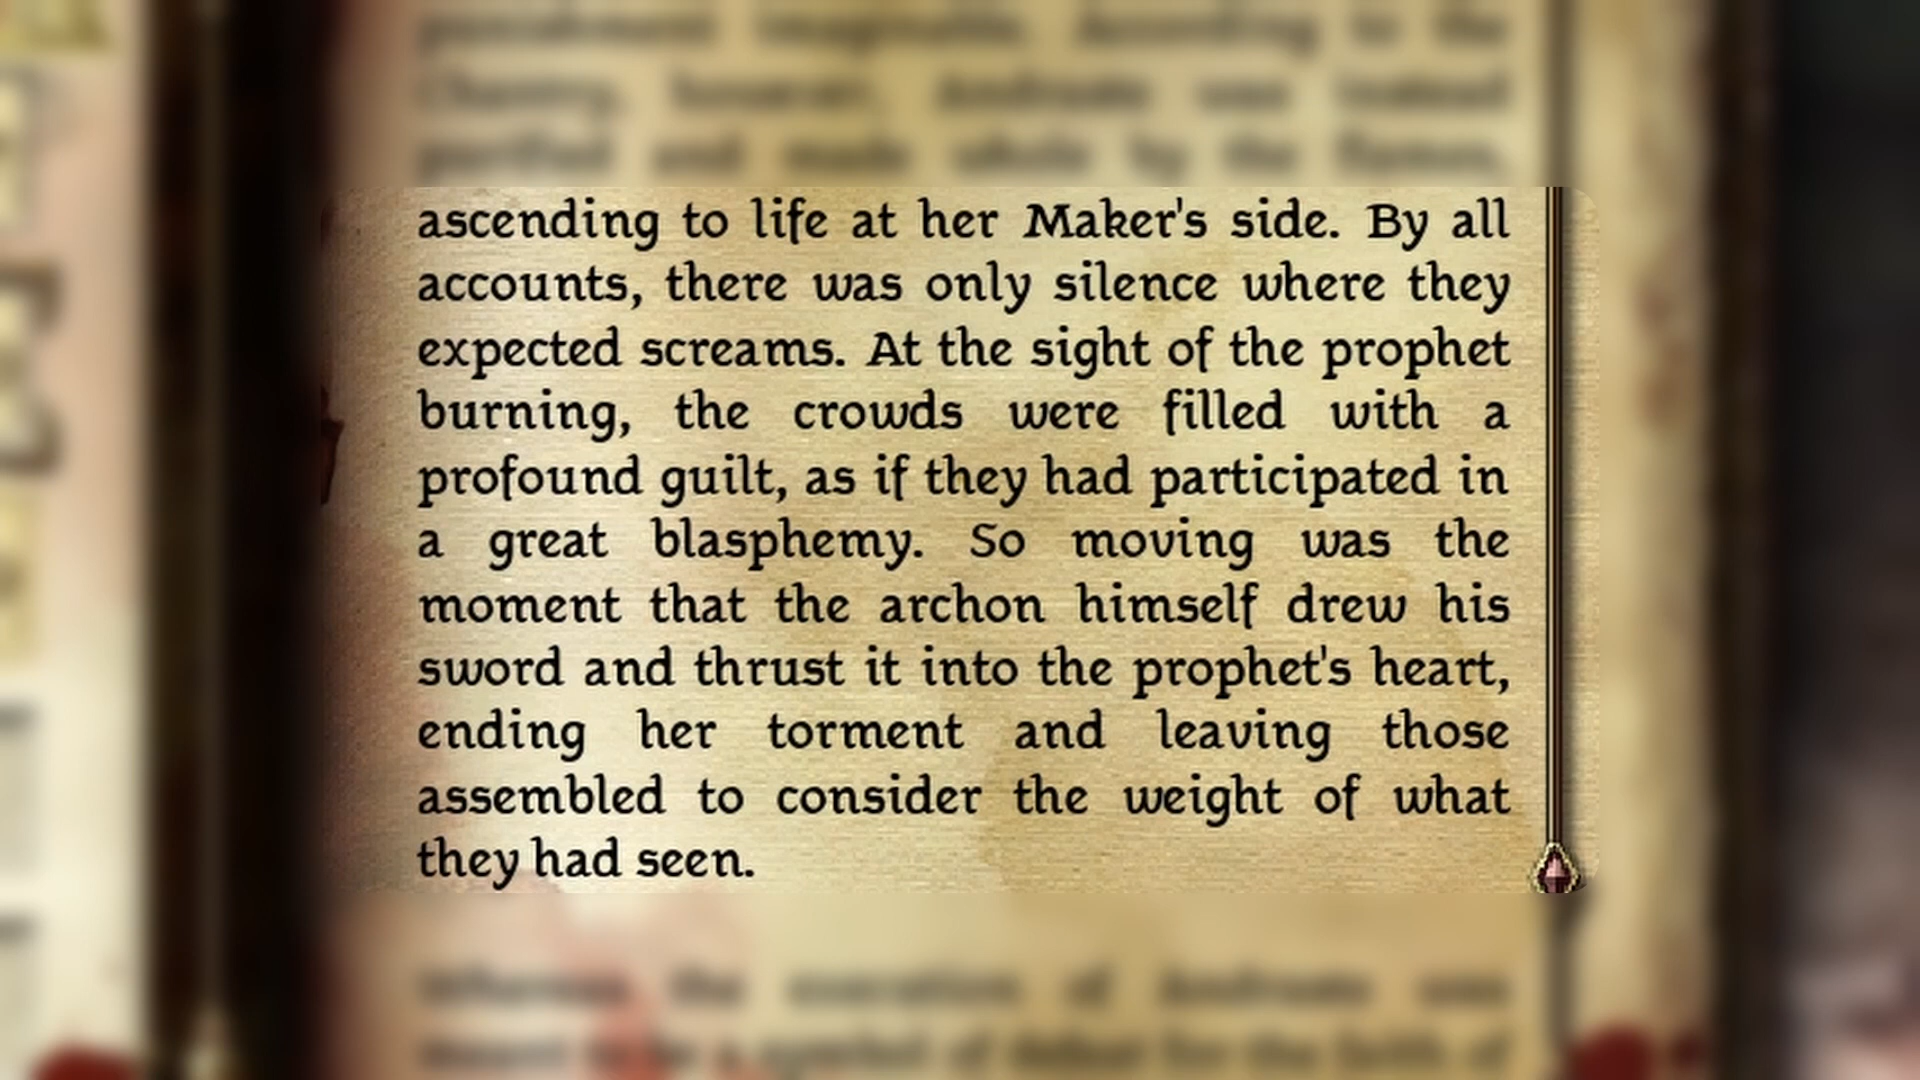 ascending to life at her Maker's side. By all
accounts, there was only silence where they
expected screams. At the sight of the prophet
burning, the crowds were filled with a
profound guilt, as if they had participated in
a great blasphemy. So moving was the
moment that the archon himself drew his
sword and thrust it into the prophet's heart,
ending her torment and leaving those
assembled to consider the weight of what
they had seen.